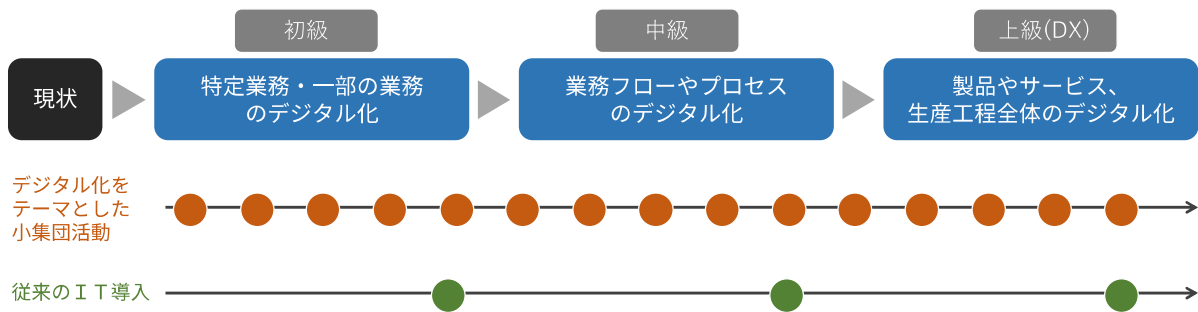 初級
中級
上級(DX)
現状
特定業務・一部の業務
のデジタル化
業務フローやプロセス
のデジタル化
製品やサービス、
生産工程全体のデジタル化
デジタル化を
テーマとした
小集団活動
従来のＩＴ導入